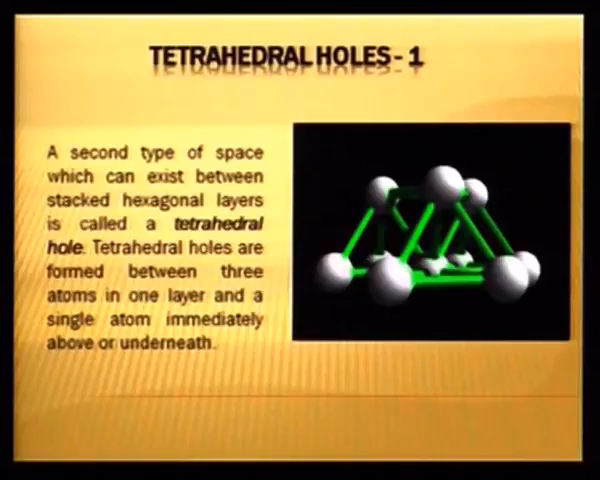 TETRAHEDRAL HOLES - 1
A second type of space
which can exist between
stacked hexagonal layers
is called a tetrahedral
hole. Tetrahedral holes are
formed between three
atoms in one layer and a
single atom immediately
above or underneath.